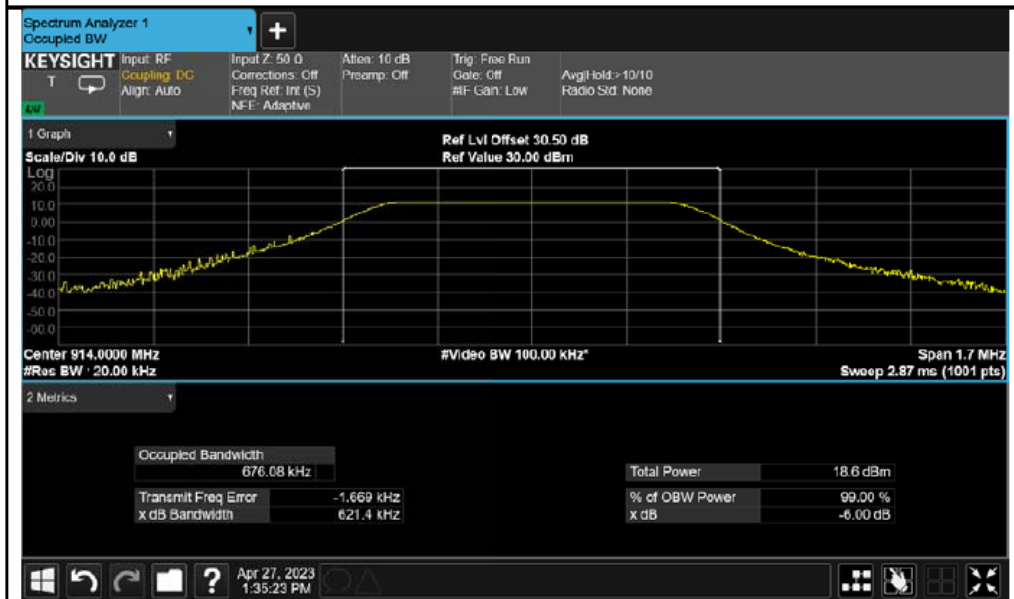 Spectrum Analyzer 1
Occupied BW
+
KEYSIGHT Input: RF Input Z: 50 Ω Atten: 10 dB Trig: Free Run
T Coupling: DC Corrections: Off Preamp: Off Gate: Off Avg|Hold:>10/10
Align: Auto Freq Ref: Int (S) #IF Gain: Low Radio Std: None
NFE: Adaptive
1 Graph
Ref Lvl Offset 30.50 dB
Scale/Div 10.0 dB Ref Value 30.00 dBm
Log
20.0
10.0
0.00
-10.0
-20.0
-30.0
-40.0
-50.0
-60.0
Center 914.0000 MHz #Video BW 100.00 kHz* Span 1.7 MHz
#Res BW 20.00 kHz Sweep 2.87 ms (1001 pts)
2 Metrics
Occupied Bandwidth
676.08 kHz Total Power 18.6 dBm
Transmit Freq Error -1.669 kHz % of OBW Power 99.00 %
x dB Bandwidth 621.4 kHz x dB -6.00 dB
? Apr 27, 2023
1:35:23 PM